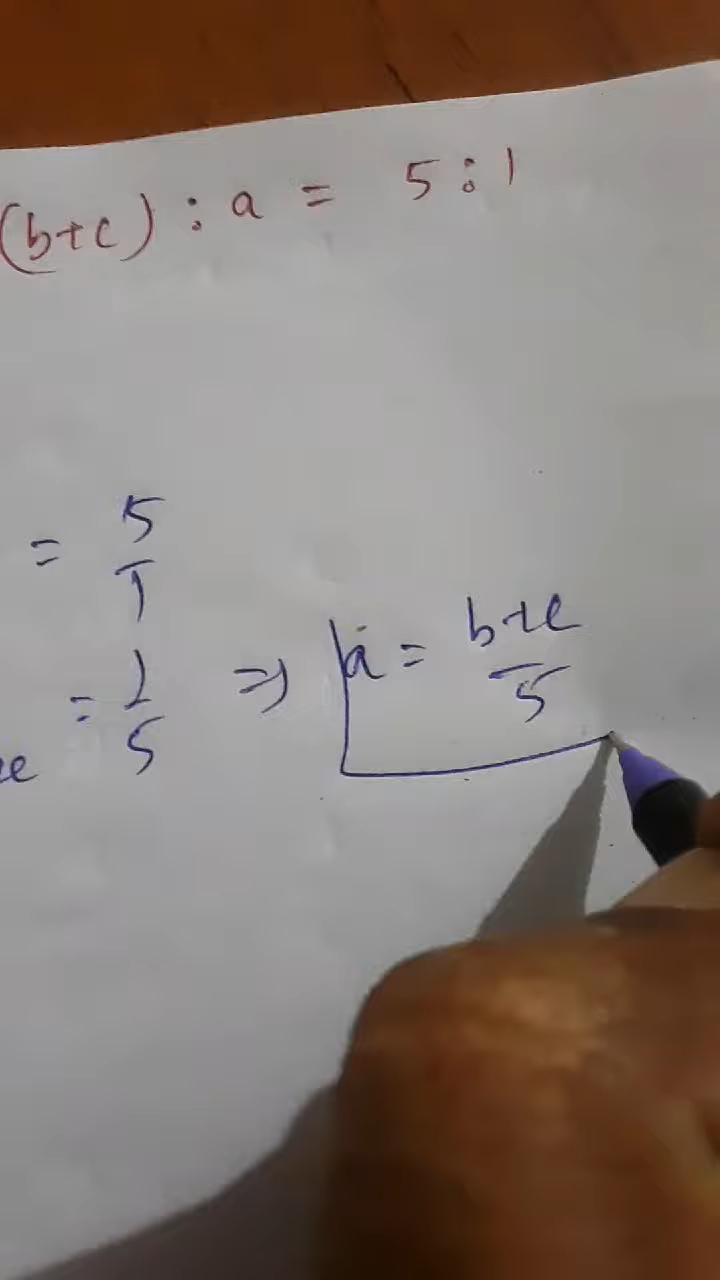 (b+c) : a = 5 : 1
= 5/1
= 1/5 => a = b+c/5